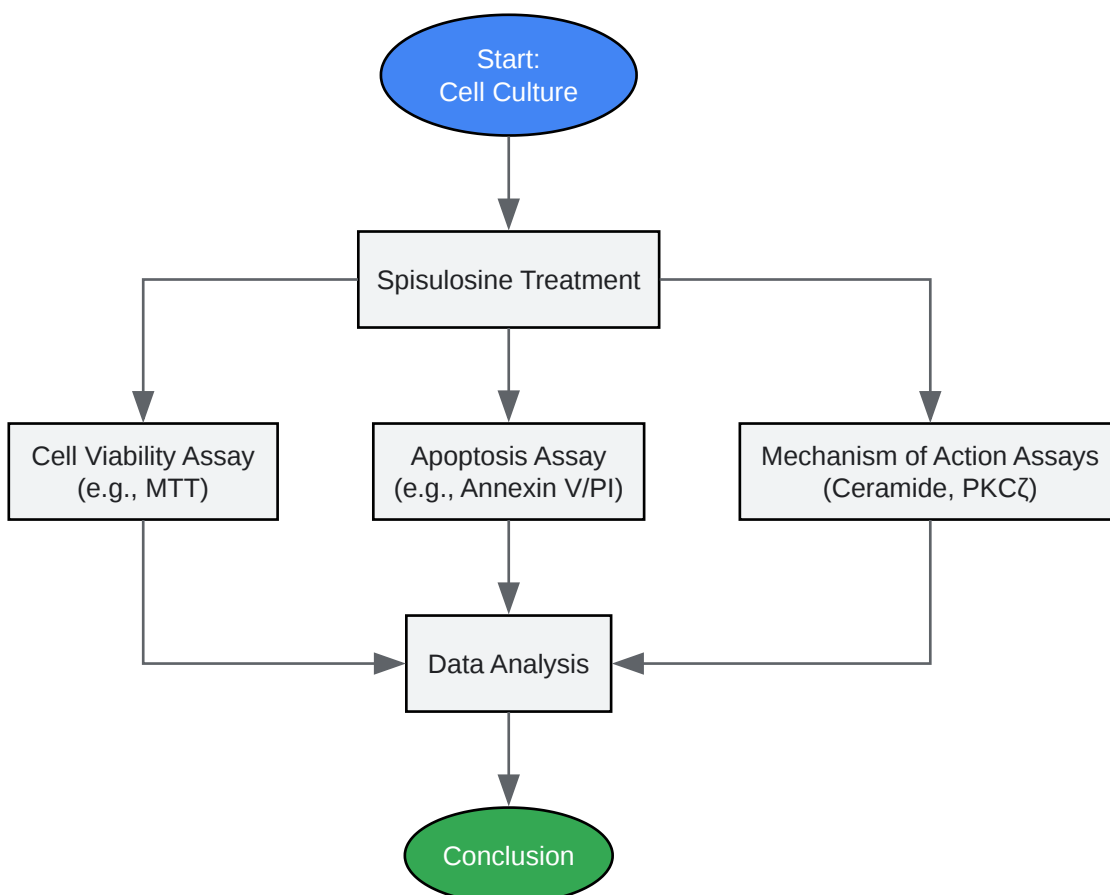 Start:
Cell Culture
Spisulosine Treatment
Cell Viability Assay
(e.g., MTT)
Apoptosis Assay
(e.g., Annexin V/PI)
Mechanism of Action Assays
(Ceramide, PKCζ)
Data Analysis
Conclusion